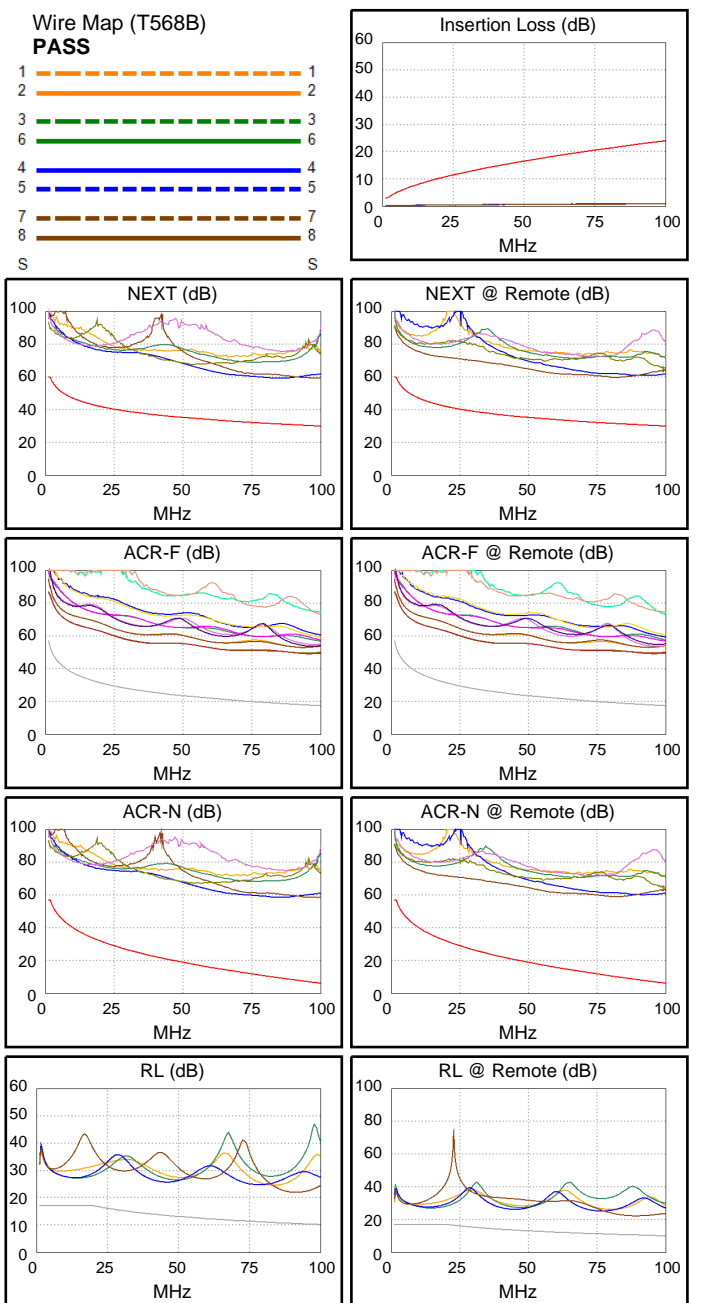 Wire Map (T568B)
PASS
1 1
2 2
3 3
6 6
4 4
5 5
7 7
8 8
S S
Insertion Loss (dB)
60
50
40
30
20
10
0
0 25 50 75 100
MHz
NEXT (dB)
100
80
60
40
20
0
0 25 50 75 100
MHz
NEXT @ Remote (dB)
100
80
60
40
20
0
0 25 50 75 100
MHz
ACR-F (dB)
100
80
60
40
20
0
0 25 50 75 100
MHz
ACR-F @ Remote (dB)
100
80
60
40
20
0
0 25 50 75 100
MHz
ACR-N (dB)
100
80
60
40
20
0
0 25 50 75 100
MHz
ACR-N @ Remote (dB)
100
80
60
40
20
0
0 25 50 75 100
MHz
RL (dB)
60
50
40
30
20
10
0
0 25 50 75 100
MHz
RL @ Remote (dB)
100
80
60
40
20
0
0 25 50 75 100
MHz